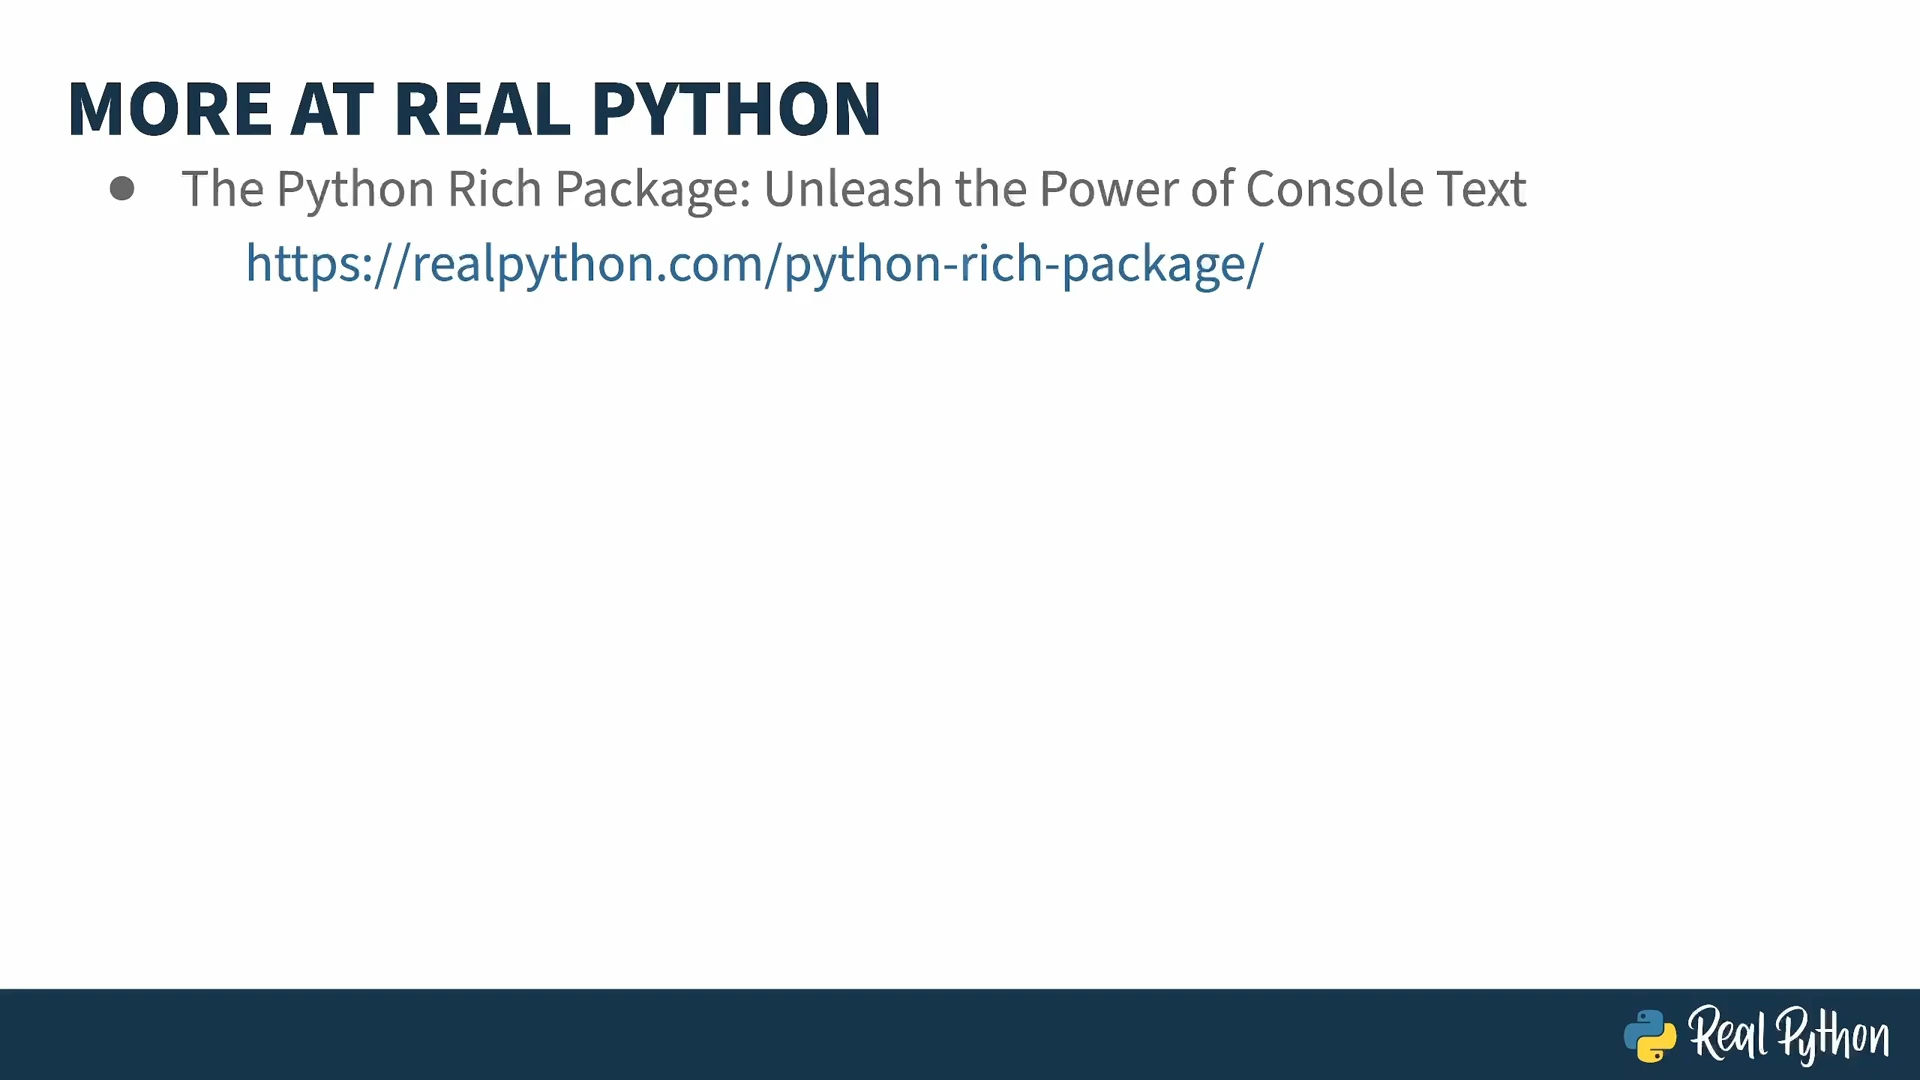 MORE AT REAL PYTHON
● The Python Rich Package: Unleash the Power of Console Text
https://realpython.com/python-rich-package/
Real Python